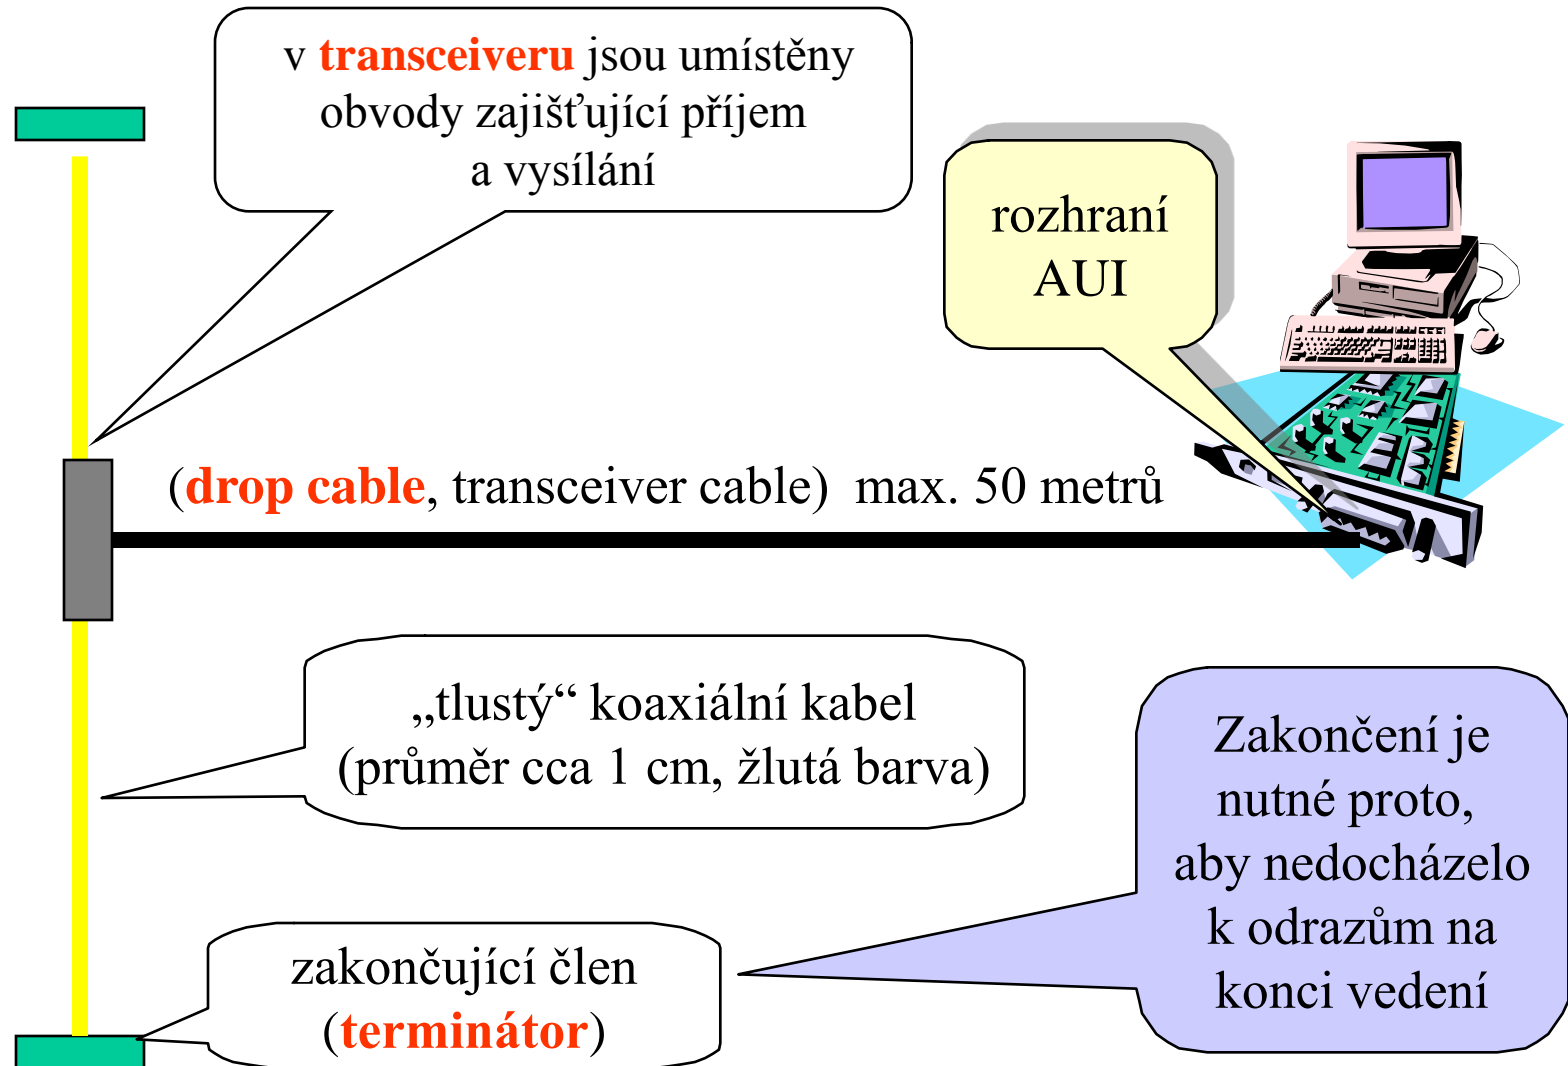 v transceiveru jsou umístěny
obvody zajišťující příjem
a vysílání
rozhraní
AUI
(drop cable, transceiver cable) max. 50 metrů
„tlustý“ koaxiální kabel
(průměr cca 1 cm, žlutá barva)
Zakončení je
nutné proto,
aby nedocházelo
k odrazům na
konci vedení
zakončující člen
(terminátor)